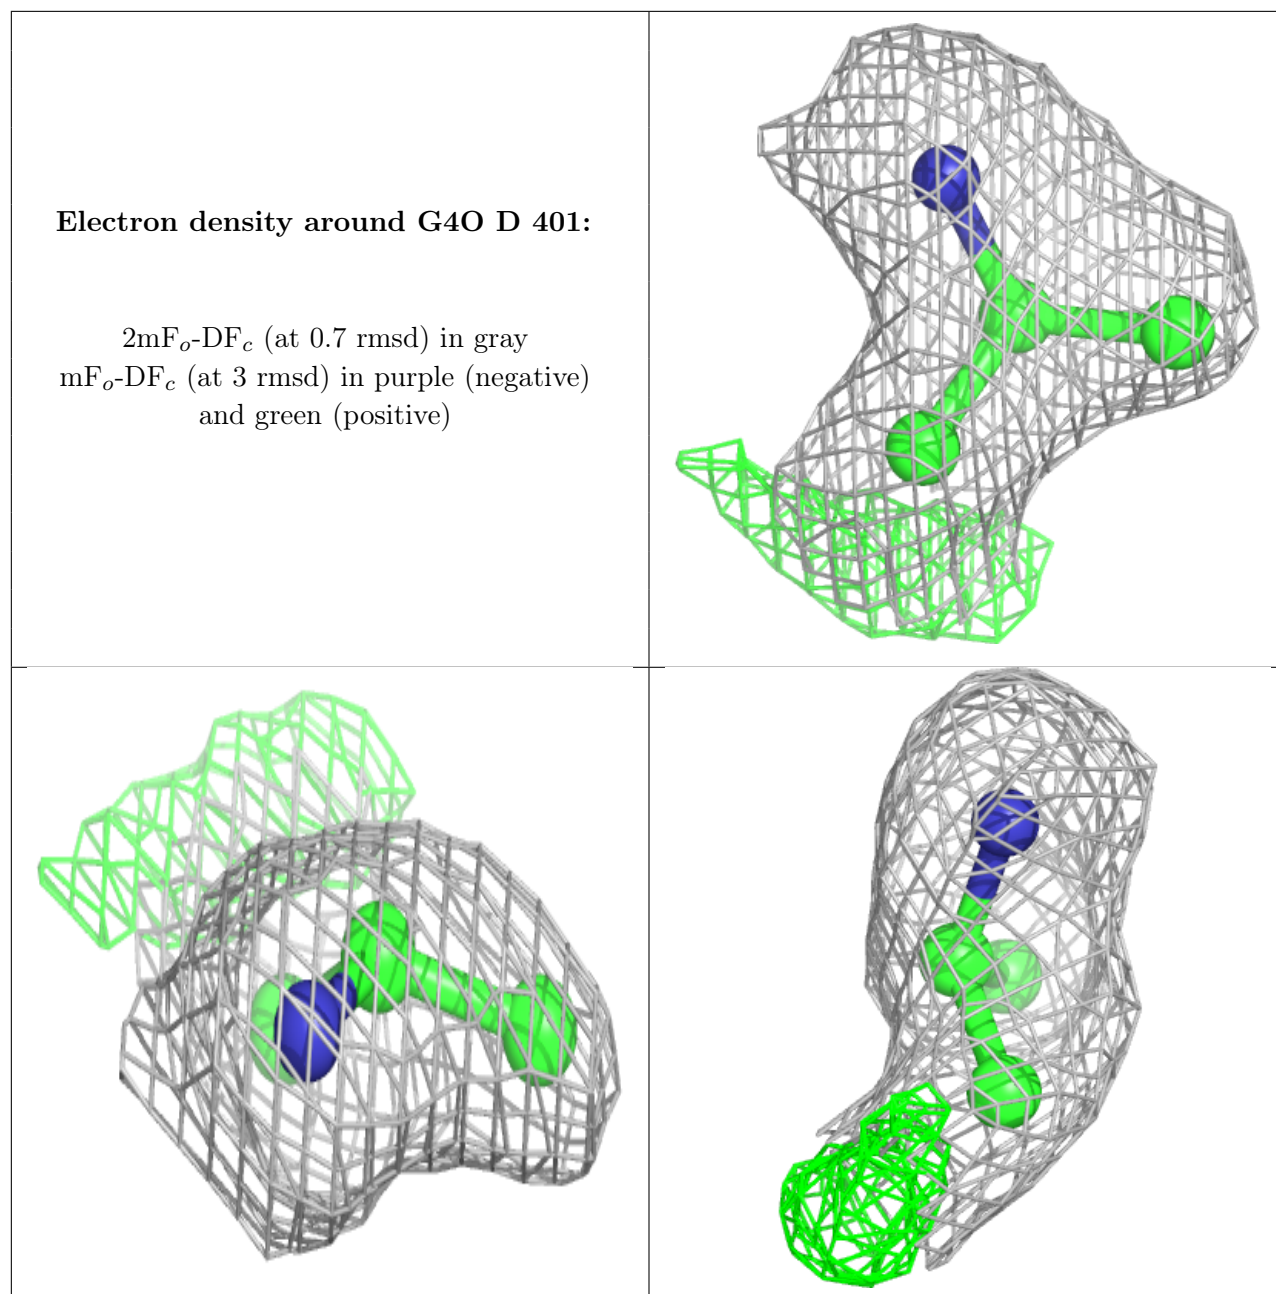 Electron density around G4O D 401:
2mFo-DFc (at 0.7 rmsd) in gray
mFo-DFc (at 3 rmsd) in purple (negative)
and green (positive)